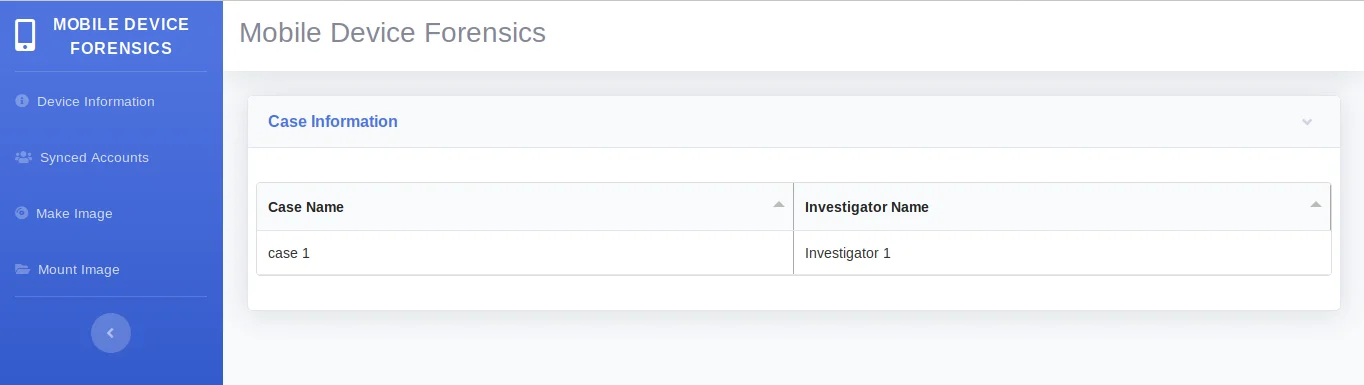 MOBILE DEVICE
FORENSICS
Device Information
Synced Accounts
Make Image
Mount Image
Mobile Device Forensics
Case Information
Case Name Investigator Name
case 1 Investigator 1